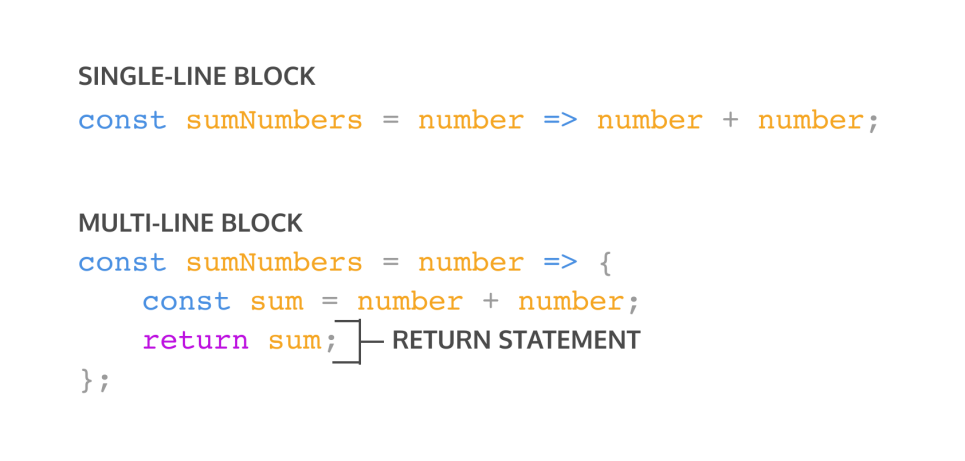 SINGLE-LINE BLOCK
const sumNumbers = number => number + number;
MULTI-LINE BLOCK
const sumNumbers = number => {
const sum = number + number;
return sum; RETURN STATEMENT
};